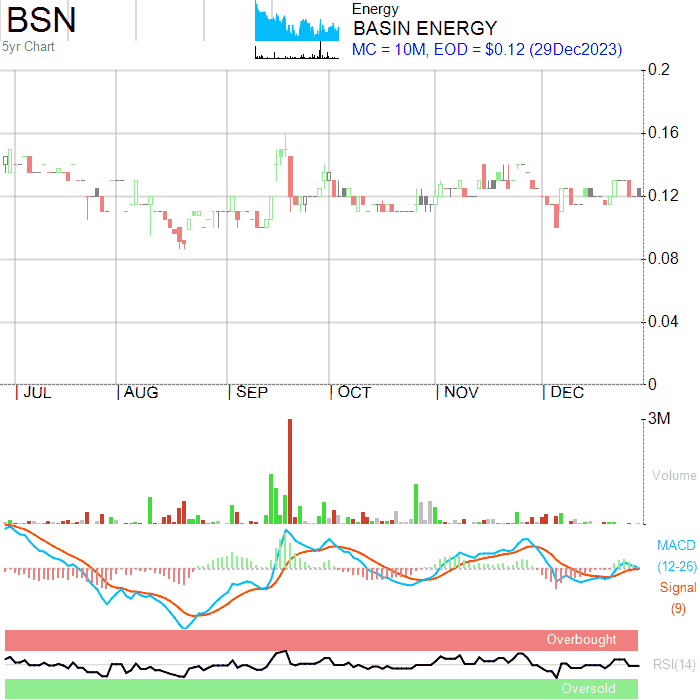 BSN
5yr Chart
Energy
BASIN ENERGY
MC = 10M, EOD = $0.12 (29Dec2023)
0.2
0.16
0.12
0.08
0.04
0
JUL AUG SEP OCT NOV DEC
3M
Volume
MACD
(12-26)
Signal
(9)
Overbought
RSI(14)
Oversold